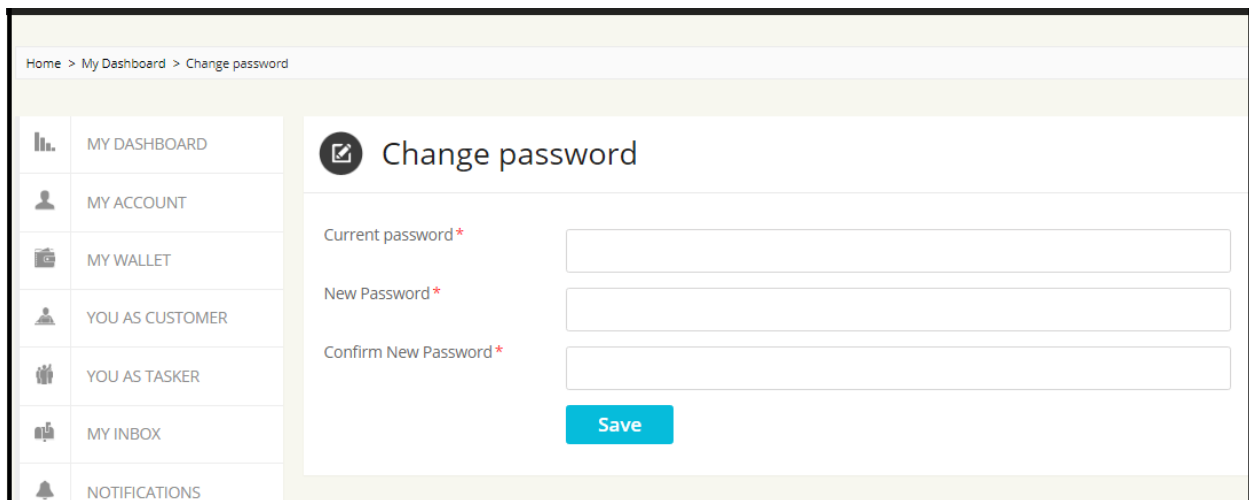 Home > My Dashboard > Change password
MY DASHBOARD
MY ACCOUNT
MY WALLET
YOU AS CUSTOMER
YOU AS TASKER
MY INBOX
NOTIFICATIONS
Change password
Current password *
New Password *
Confirm New Password *
Save